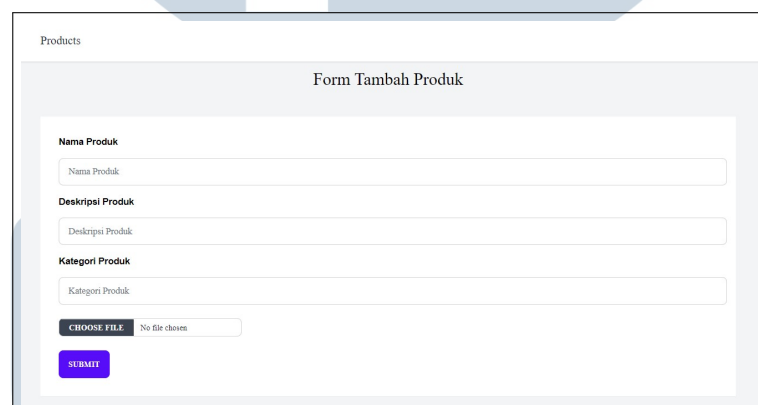 Products
Form Tambah Produk
Nama Produk
Nama Produk
Deskripsi Produk
Deskripsi Produk
Kategori Produk
Kategori Produk
CHOOSE FILE No file chosen
SUBMIT